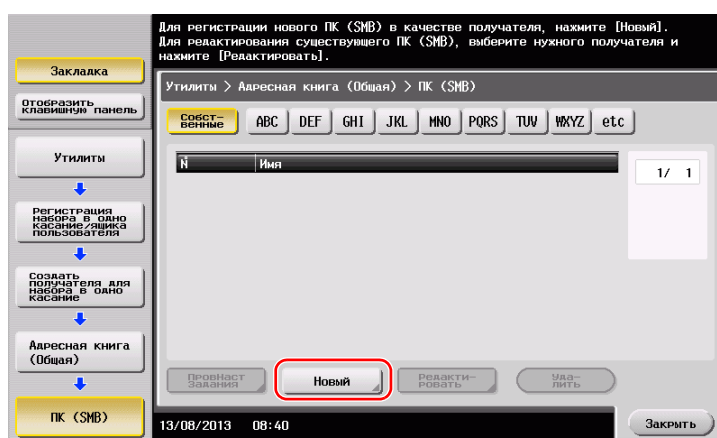 Для регистрации нового ПК (SMB) в качестве получателя, нажмите [Новый].
Для редактирования существующего ПК (SMB), выберите нужного получателя и
нажмите [Редактировать].
Закладка
Отобразить
клавишную панель
Утилиты > Адресная книга (Общая) > ПК (SMB)
Собст-
венные
ABC
DEF
GHI
JKL
MNO
PQRS
TUV
WXYZ
etc
Утилиты
N
Имя
1/ 1
Регистрация
набора в одно
касание/ящика
пользователя
Создать
получателя для
набора в одно
касание
Адресная книга
(Общая)
ПровНаст
Задания
Новый
Редакти-
ровать
Уда-
лить
ПК (SMB)
13/08/2013 08:40
Закрыть